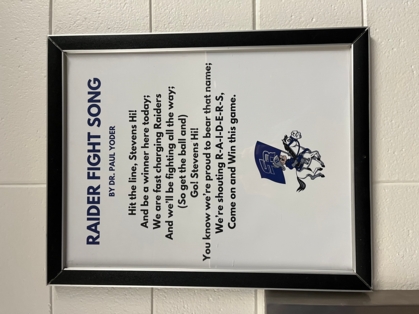 RAIDER FIGHT SONG
BY DR. PAUL YODER
Hit the line, Stevens Hi!
And be a winner here today;
We are fast charging Raiders
And we'll be fighting all the way;
(So get the ball and)
Go! Stevens Hi!
You know we're proud to bear that name;
We're shouting R-A-I-D-E-R-S,
Come on and Win this game.